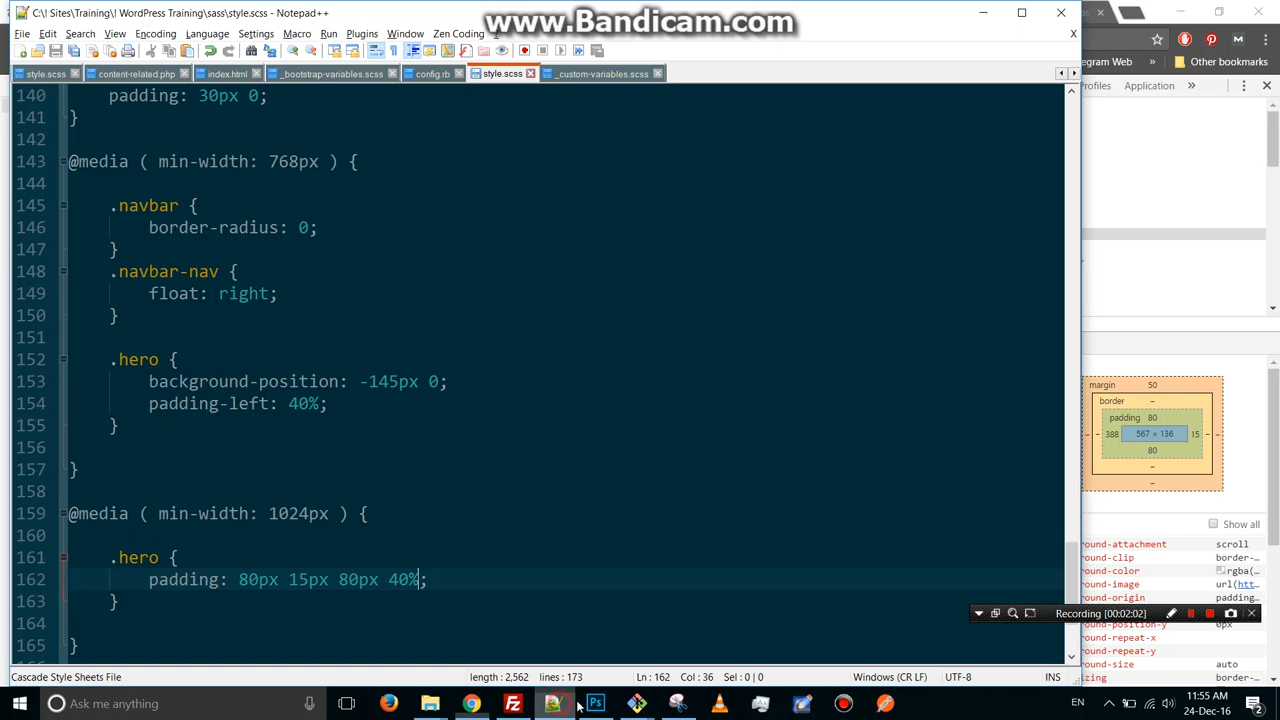 C:\! Sites\Training\! WordPress Training\sass\style.scss - Notepad++
www.Bandicam.com
File Edit Search View Encoding Language Settings Macro Run Plugins Window Zen Coding ? X
egram Web Other bookmarks
style.scss content-related.php index.html _bootstrap-variables.scss config.rb style.scss _custom-variables.scss
rofiles Application »
140 padding: 30px 0;
141 }
142
143 @media ( min-width: 768px ) {
144
145 .navbar {
146 border-radius: 0;
147 }
148 .navbar-nav {
149 float: right;
150 }
151
152 .hero {
153 background-position: -145px 0;
154 padding-left: 40%;
155 }
156
157 }
158
159 @media ( min-width: 1024px ) {
160
161 .hero {
162 padding: 80px 15px 80px 40%;
163 }
164
165 }
margin 50
border –
padding 80
388 567 × 136 15
80
–
–
Show all
ound-attachment scroll
ound-clip border-…
ound-color rgba(…
ound-image url(htt…
ound-origin padding…
Recording [00:02:02]
ound-position-y 0px
ound-repeat-x
ound-repeat-y
ound-size auto
sizing border-…
Cascade Style Sheets File length : 2,562 lines : 173 Ln : 162 Col : 36 Sel : 0 | 0 Windows (CR LF) UTF-8 INS
Ask me something
Ps
EN
11:55 AM
24-Dec-16
2